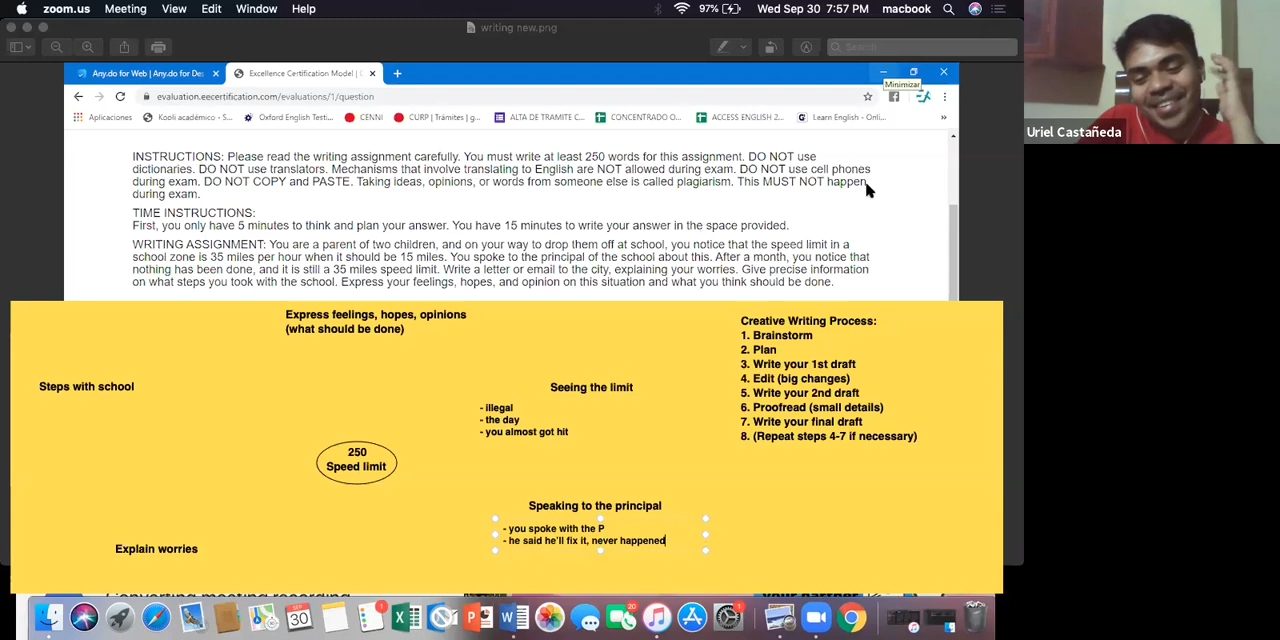 zoom.us Meeting View Edit Window Help 97% Wed Sep 30 7:57 PM macbook
writing new.png
Search
Any.do for Web | Any.do for Des Excellence Certification Model | C
Minimizar
evaluation.eecertification.com/evaluations/1/question
Aplicaciones Kooli académico - S... Oxford English Testi... CENNI CURP | Trámites | g... ALTA DE TRAMITE C... CONCENTRADO O... ACCESS ENGLISH 2... Learn English - Onli... »
Uriel Castañeda
INSTRUCTIONS: Please read the writing assignment carefully. You must write at least 250 words for this assignment. DO NOT use
dictionaries. DO NOT use translators. Mechanisms that involve translating to English are NOT allowed during exam. DO NOT use cell phones
during exam. DO NOT COPY and PASTE. Taking ideas, opinions, or words from someone else is called plagiarism. This MUST NOT happen
during exam.
TIME INSTRUCTIONS:
First, you only have 5 minutes to think and plan your answer. You have 15 minutes to write your answer in the space provided.
WRITING ASSIGNMENT: You are a parent of two children, and on your way to drop them off at school, you notice that the speed limit in a
school zone is 35 miles per hour when it should be 15 miles. You spoke to the principal of the school about this. After a month, you notice that
nothing has been done, and it is still a 35 miles speed limit. Write a letter or email to the city, explaining your worries. Give precise information
on what steps you took with the school. Express your feelings, hopes, and opinion on this situation and what you think should be done.
Express feelings, hopes, opinions
(what should be done)
Steps with school
Seeing the limit
- illegal
- the day
- you almost got hit
250
Speed limit
Speaking to the principal
- you spoke with the P
- he said he'll fix it, never happened
Explain worries
Creative Writing Process:
1. Brainstorm
2. Plan
3. Write your 1st draft
4. Edit (big changes)
5. Write your 2nd draft
6. Proofread (small details)
7. Write your final draft
8. (Repeat steps 4-7 if necessary)
Converting meeting recording
SEP
30
1
20
1